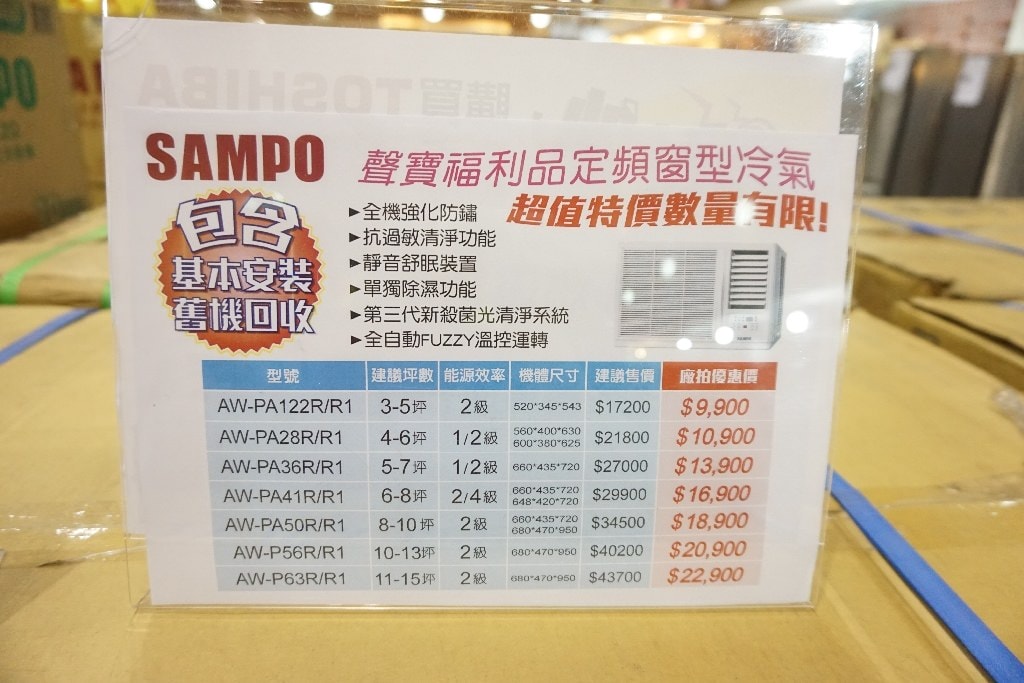 購買TOSHIBA
SAMPO
聲寶福利品定頻窗型冷氣
超值特價數量有限!
包含
基本安裝
舊機回收
▶全機強化防鏽
▶抗過敏清淨功能
▶靜音舒眠裝置
▶單獨除濕功能
▶第三代新殺菌光清淨系統
▶全自動FUZZY溫控運轉
型號 建議坪數 能源效率 機體尺寸 建議售價 廠拍優惠價
AW-PA122R/R1 3-5坪 2級 520*345*543 $17200 $9,900
AW-PA28R/R1 4-6坪 1/2級 560*400*630 600*380*625 $21800 $10,900
AW-PA36R/R1 5-7坪 1/2級 660*435*720 $27000 $13,900
AW-PA41R/R1 6-8坪 2/4級 660*435*720 648*420*720 $29900 $16,900
AW-PA50R/R1 8-10坪 2級 660*435*720 680*470*950 $34500 $18,900
AW-P56R/R1 10-13坪 2級 680*470*950 $40200 $20,900
AW-P63R/R1 11-15坪 2級 680*470*950 $43700 $22,900